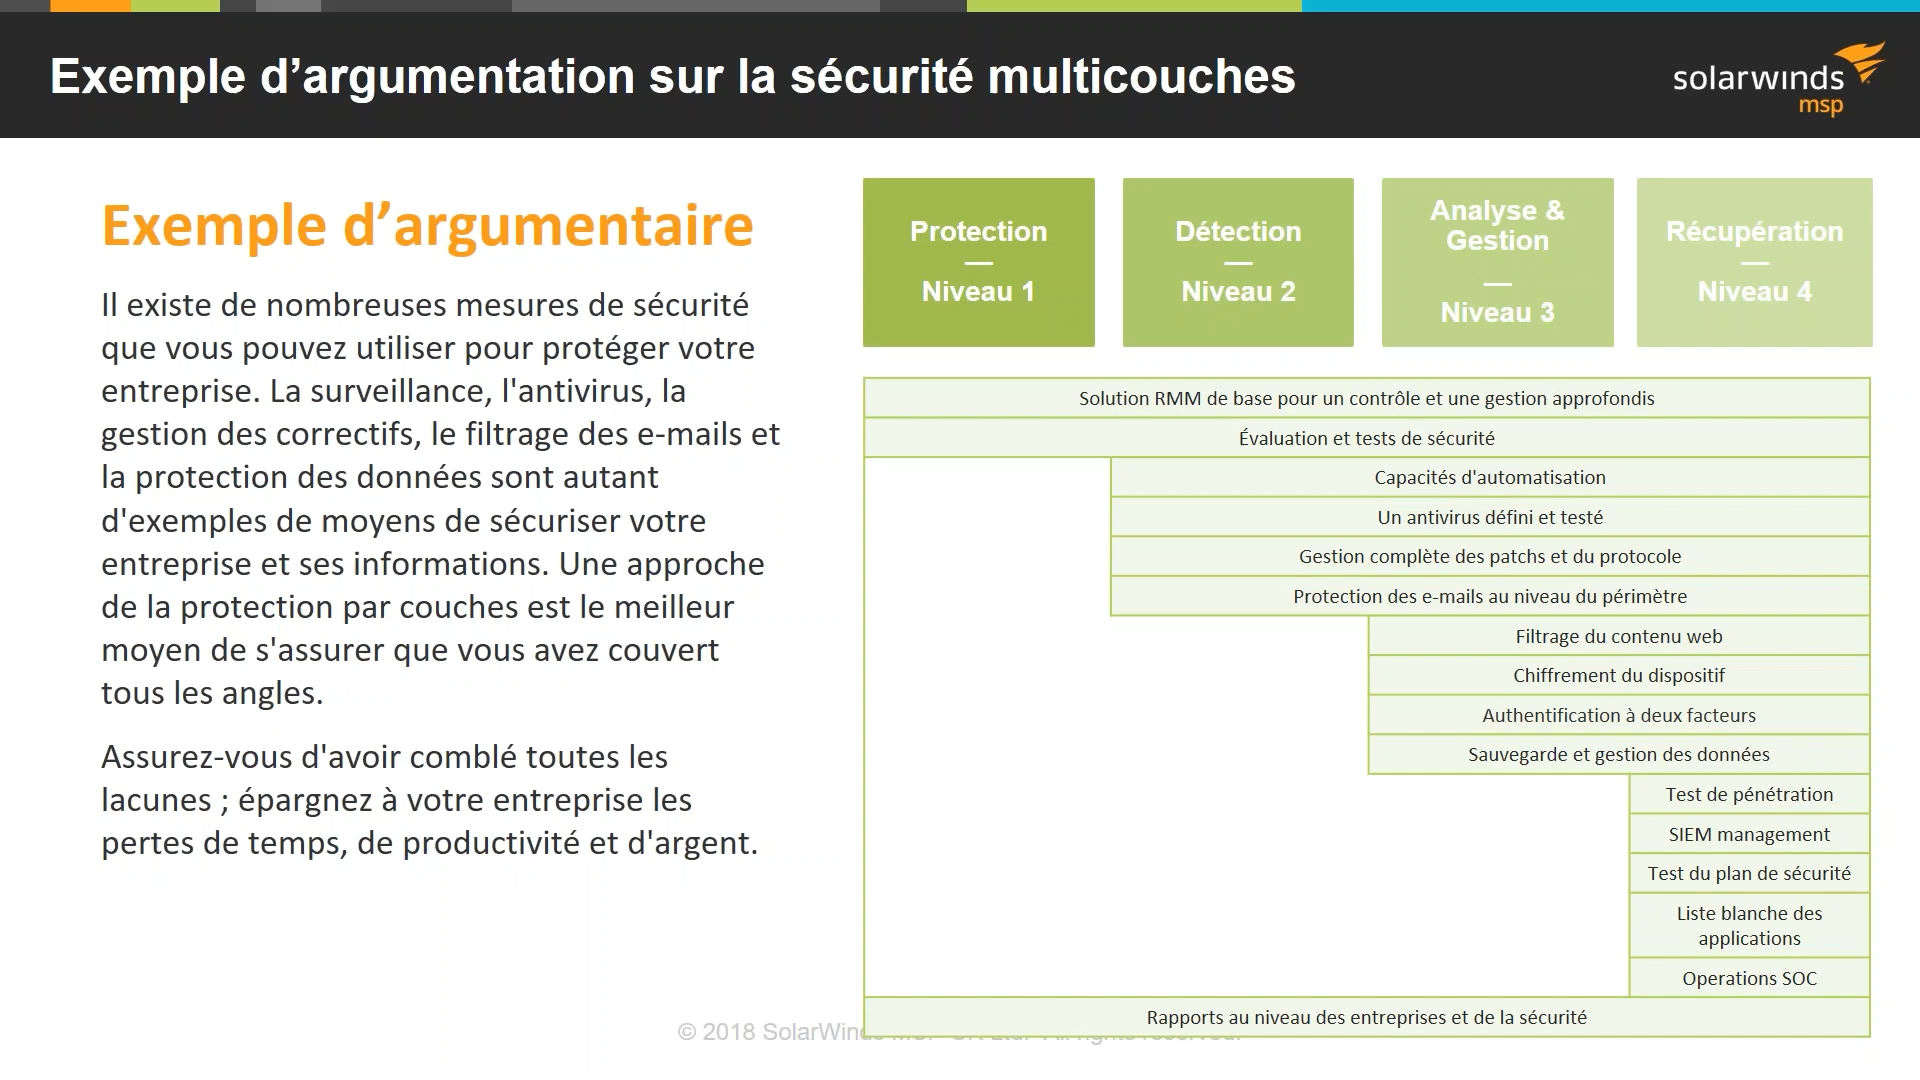 Exemple d’argumentation sur la sécurité multicouches
solarwinds
msp
Exemple d’argumentaire
Il existe de nombreuses mesures de sécurité
que vous pouvez utiliser pour protéger votre
entreprise. La surveillance, l'antivirus, la
gestion des correctifs, le filtrage des e-mails et
la protection des données sont autant
d'exemples de moyens de sécuriser votre
entreprise et ses informations. Une approche
de la protection par couches est le meilleur
moyen de s'assurer que vous avez couvert
tous les angles.
Assurez-vous d'avoir comblé toutes les
lacunes ; épargnez à votre entreprise les
pertes de temps, de productivité et d'argent.
Protection
—
Niveau 1
Détection
—
Niveau 2
Analyse &
Gestion
—
Niveau 3
Récupération
—
Niveau 4
Solution RMM de base pour un contrôle et une gestion approfondis
Évaluation et tests de sécurité
Capacités d'automatisation
Un antivirus défini et testé
Gestion complète des patchs et du protocole
Protection des e-mails au niveau du périmètre
Filtrage du contenu web
Chiffrement du dispositif
Authentification à deux facteurs
Sauvegarde et gestion des données
Test de pénétration
SIEM management
Test du plan de sécurité
Liste blanche des
applications
Operations SOC
Rapports au niveau des entreprises et de la sécurité
© 2018